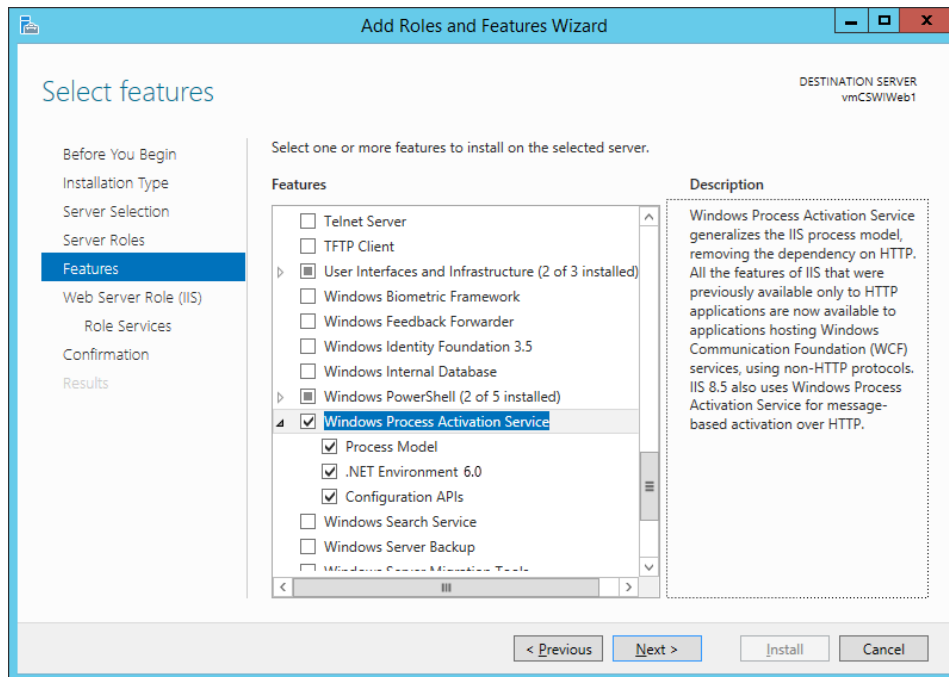 Add Roles and Features Wizard
Select features
DESTINATION SERVER
vmCSWIWeb1
Before You Begin
Installation Type
Server Selection
Server Roles
Features
Web Server Role (IIS)
Role Services
Confirmation
Results
Select one or more features to install on the selected server.
Features
Telnet Server
TFTP Client
User Interfaces and Infrastructure (2 of 3 installed)
Windows Biometric Framework
Windows Feedback Forwarder
Windows Identity Foundation 3.5
Windows Internal Database
Windows PowerShell (2 of 5 installed)
Windows Process Activation Service
Process Model
.NET Environment 6.0
Configuration APIs
Windows Search Service
Windows Server Backup
Windows Server Migration Tools
Description
Windows Process Activation Service
generalizes the IIS process model,
removing the dependency on HTTP.
All the features of IIS that were
previously available only to HTTP
applications are now available to
applications hosting Windows
Communication Foundation (WCF)
services, using non-HTTP protocols.
IIS 8.5 also uses Windows Process
Activation Service for message-
based activation over HTTP.
< Previous
Next >
Install
Cancel